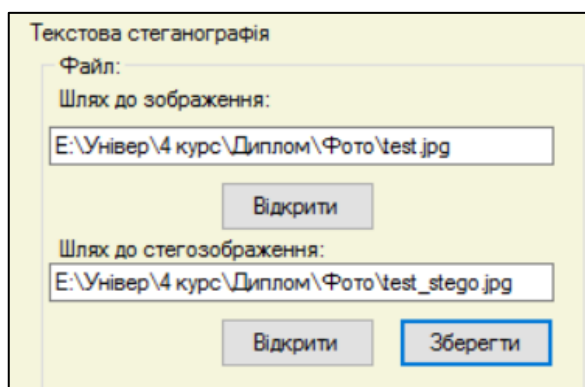 Текстова стеганографія
Файл:
Шлях до зображення:
E:\Універ\4 курс\Диплом\Фото\test.jpg
Відкрити
Шлях до стегозображення:
E:\Універ\4 курс\Диплом\Фото\test_stego.jpg
Відкрити Зберегти